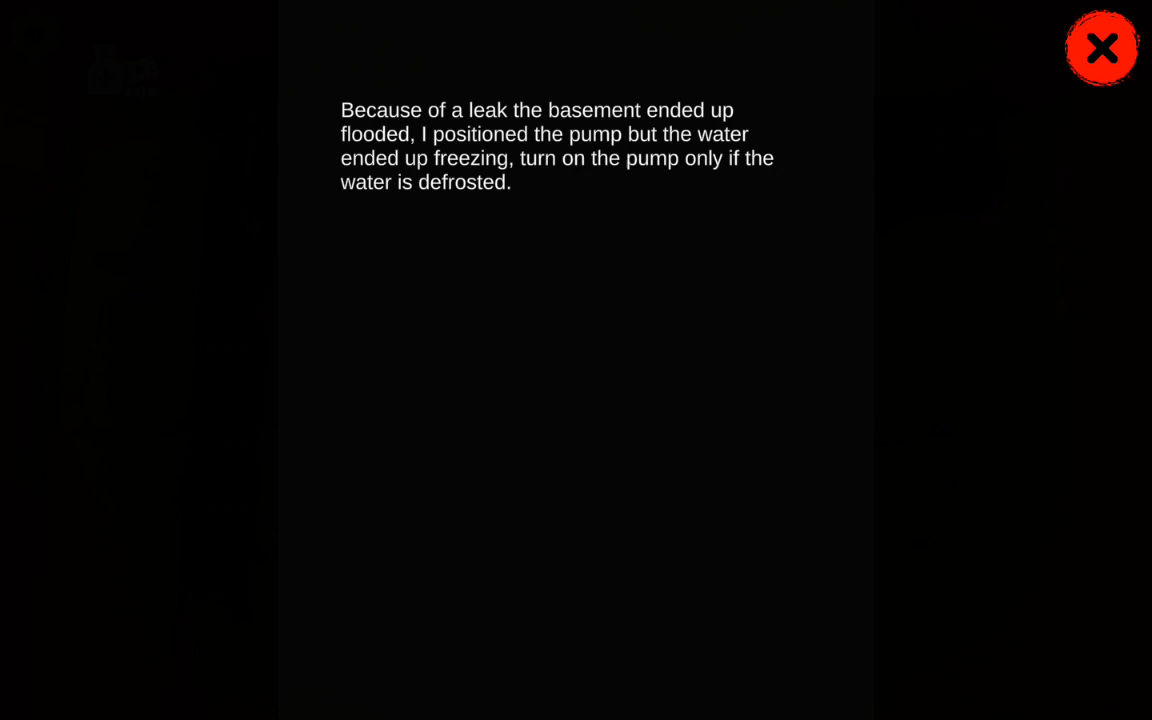 Because of a leak the basement ended up
flooded, I positioned the pump but the water
ended up freezing, turn on the pump only if the
water is defrosted.